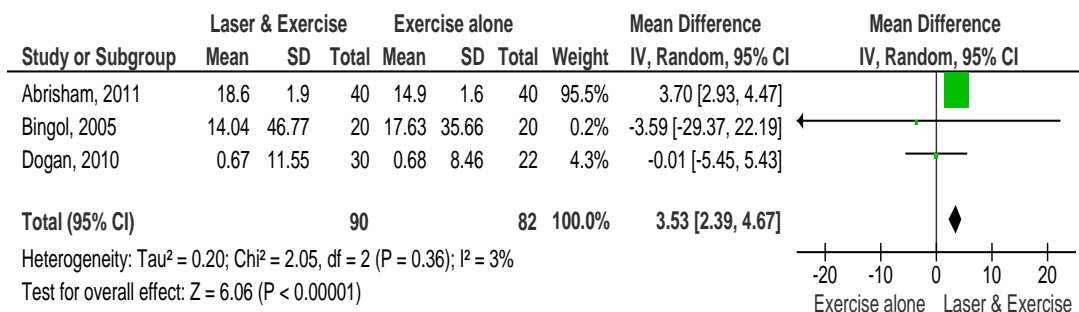 Laser & Exercise Exercise alone Mean Difference Mean Difference
Study or Subgroup Mean SD Total Mean SD Total Weight IV, Random, 95% CI IV, Random, 95% CI
Abrisham, 2011 18.6 1.9 40 14.9 1.6 40 95.5% 3.70 [2.93, 4.47]
Bingol, 2005 14.04 46.77 20 17.63 35.66 20 0.2% -3.59 [-29.37, 22.19]
Dogan, 2010 0.67 11.55 30 0.68 8.46 22 4.3% -0.01 [-5.45, 5.43]
Total (95% CI) 90 82 100.0% 3.53 [2.39, 4.67]
Heterogeneity: Tau² = 0.20; Chi² = 2.05, df = 2 (P = 0.36); I² = 3%
Test for overall effect: Z = 6.06 (P < 0.00001)
-20 -10 0 10 20
Exercise alone Laser & Exercise